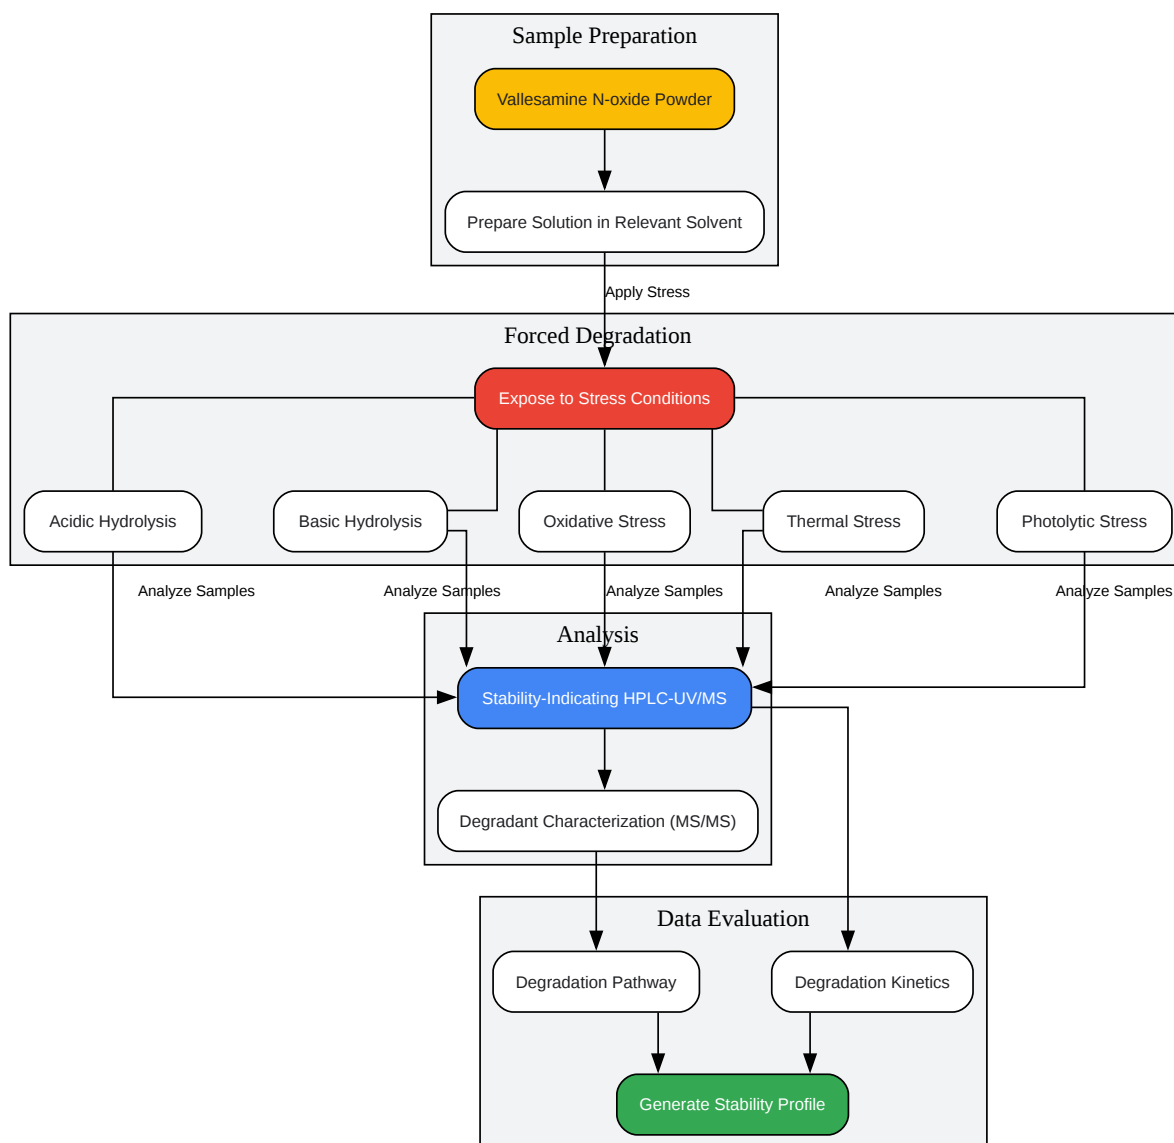 Sample Preparation
Vallesamine N-oxide Powder
Prepare Solution in Relevant Solvent
Apply Stress
Forced Degradation
Expose to Stress Conditions
Acidic Hydrolysis
Basic Hydrolysis
Oxidative Stress
Thermal Stress
Photolytic Stress
Analyze Samples
Analyze Samples
Analyze Samples
Analyze Samples
Analyze Samples
Analysis
Stability-Indicating HPLC-UV/MS
Degradant Characterization (MS/MS)
Data Evaluation
Degradation Pathway
Degradation Kinetics
Generate Stability Profile